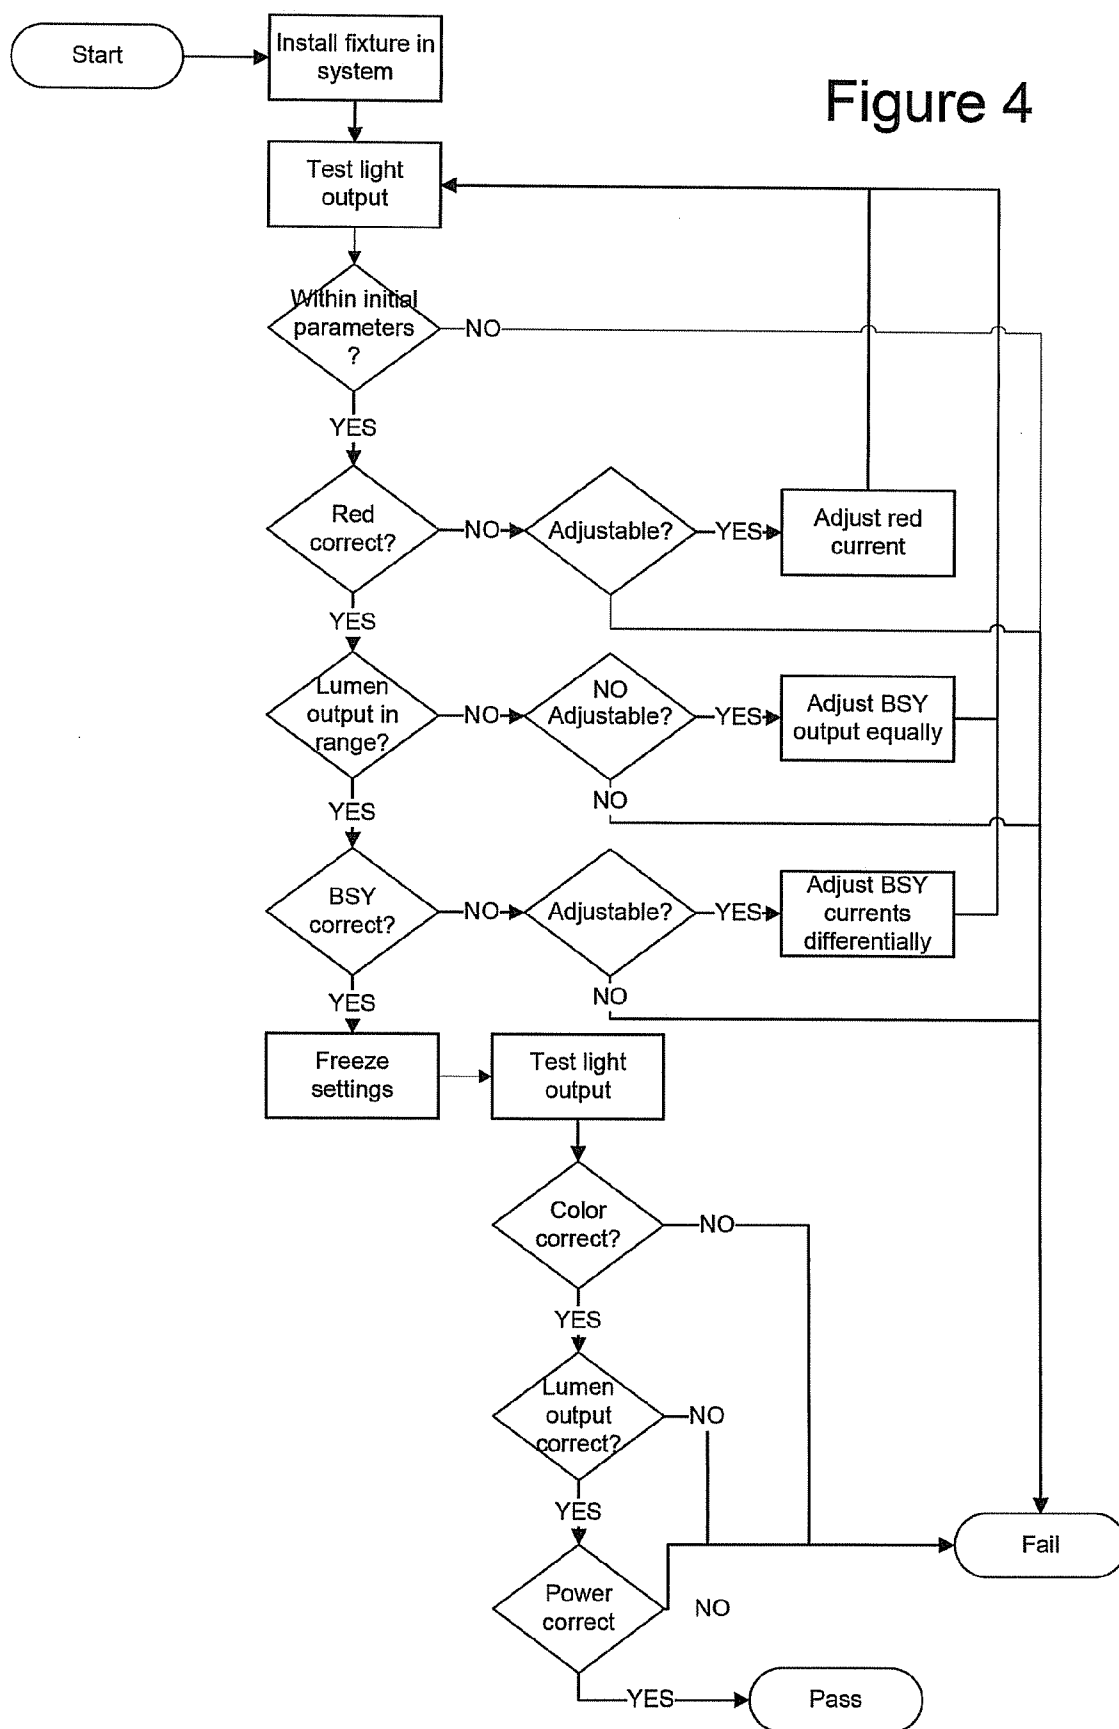 Start
Install fixture in
system
Figure 4
Test light
output
Within initial
parameters
?
NO
YES
Red
correct?
NO
Adjustable?
YES
Adjust red
current
YES
Lumen
output in
range?
NO
NO
Adjustable?
YES
Adjust BSY
output equally
YES
NO
BSY
correct?
NO
Adjustable?
YES
Adjust BSY
currents
differentially
YES
NO
Freeze
settings
Test light
output
Color
correct?
NO
YES
Lumen
output
correct?
NO
YES
Power
correct
NO
Fail
YES
Pass